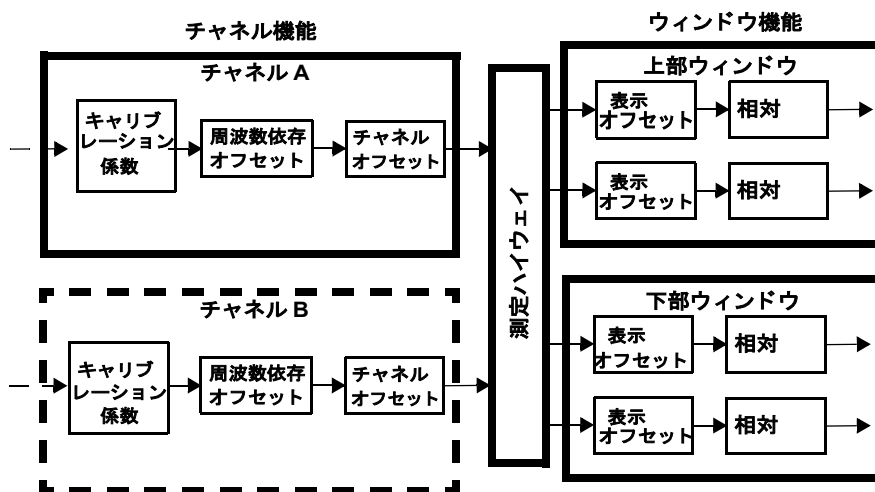 チャネル機能
チャネル A
キャリブ
レーション
係数
周波数依存
オフセット
チャネル
オフセット
チャネル B
キャリブ
レーション
係数
周波数依存
オフセット
チャネル
オフセット
測定ハイウェイ
ウィンドウ機能
上部ウィンドウ
表示
オフセット
相対
表示
オフセット
相対
下部ウィンドウ
表示
オフセット
相対
表示
オフセット
相対